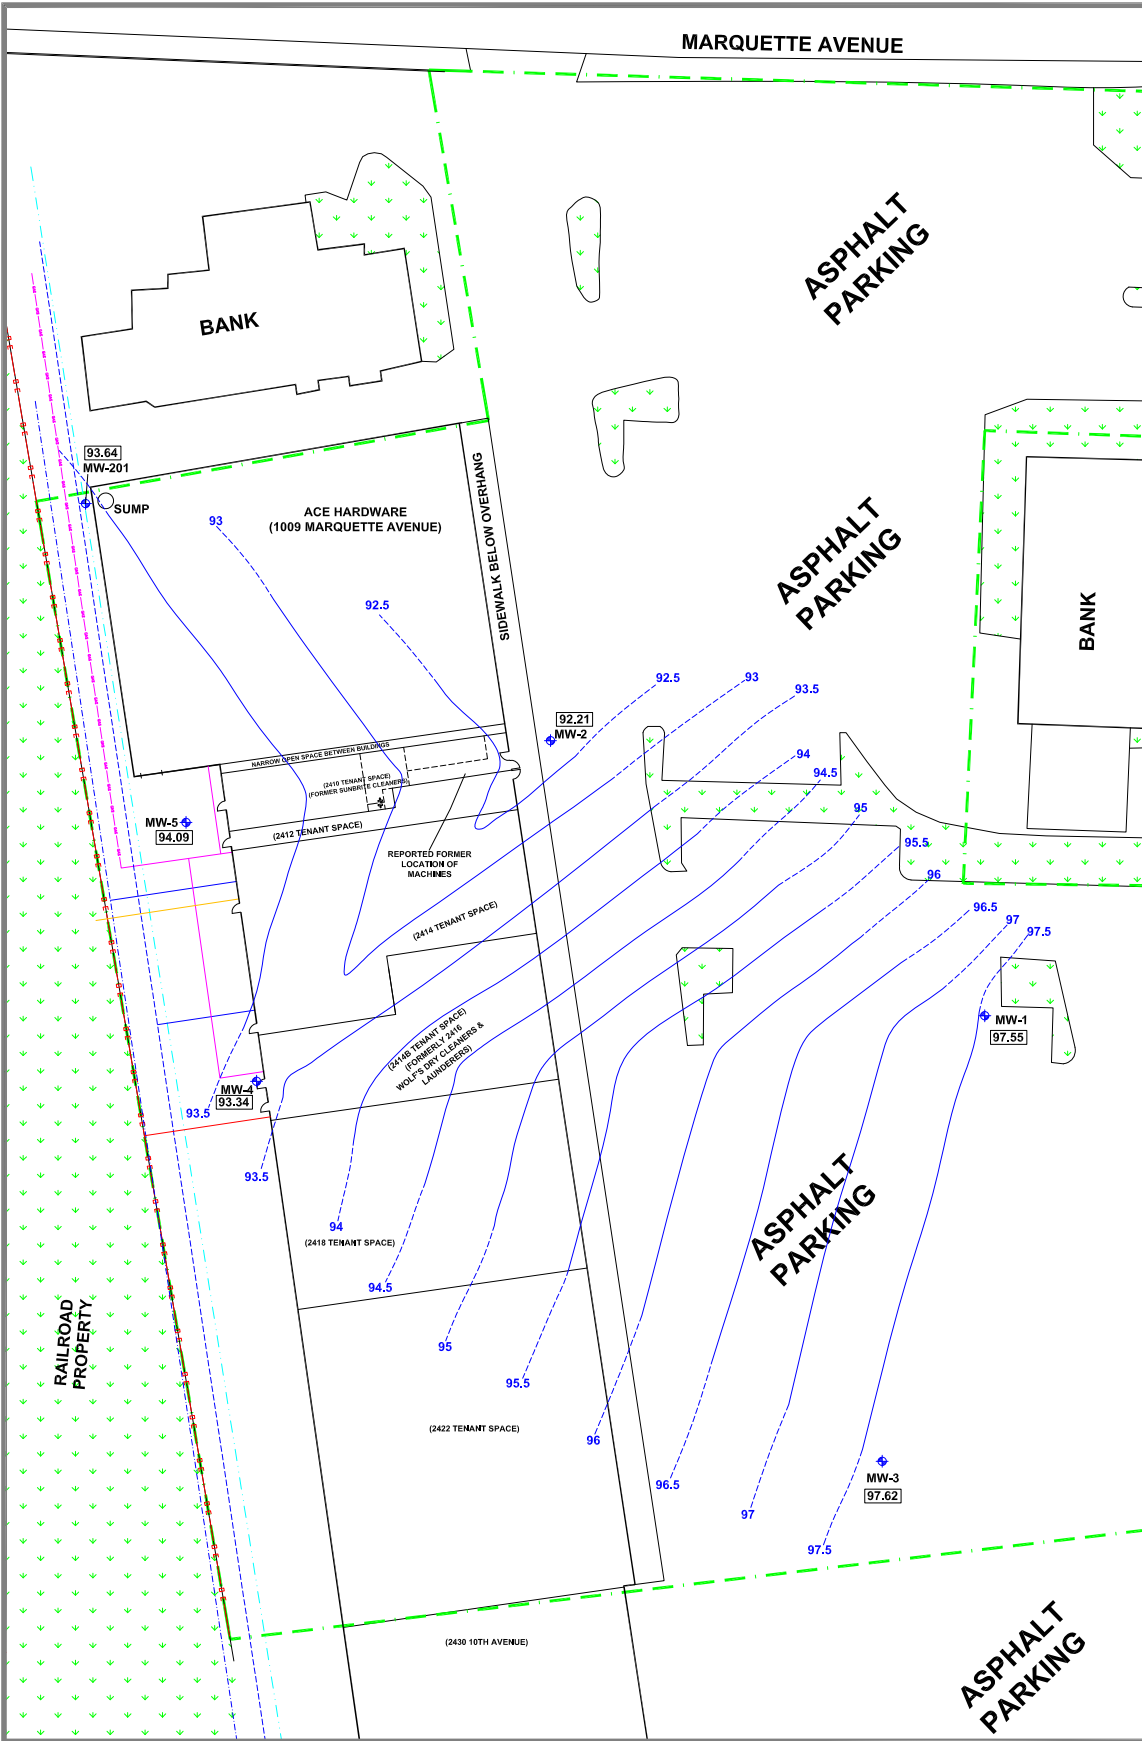 MARQUETTE AVENUE
ASPHALT
PARKING
BANK
93.64
MW-201
SUMP
ACE HARDWARE
(1009 MARQUETTE AVENUE)
93
SIDEWALK BELOW OVERHANG
92.5
ASPHALT
PARKING
BANK
92.5
93
93.5
92.21
MW-2
94
94.5
95
95.5
96
NARROW OPEN SPACE BETWEEN BUILDINGS
(2410 TENANT SPACE)
(FORMER SUNBRITE CLEANERS)
MW-5
94.09
(2412 TENANT SPACE)
REPORTED FORMER
LOCATION OF
MACHINES
(2414 TENANT SPACE)
96.5
97
97.5
MW-1
97.55
(2414B TENANT SPACE)
(FORMERLY 2416
WOLF'S DRY CLEANERS &
LAUNDERERS)
MW-4
93.34
93.5
93.5
94
(2418 TENANT SPACE)
94.5
95
95.5
96
96.5
97
97.5
ASPHALT
PARKING
RAILROAD
PROPERTY
(2422 TENANT SPACE)
MW-3
97.62
(2430 10TH AVENUE)
ASPHALT
PARKING